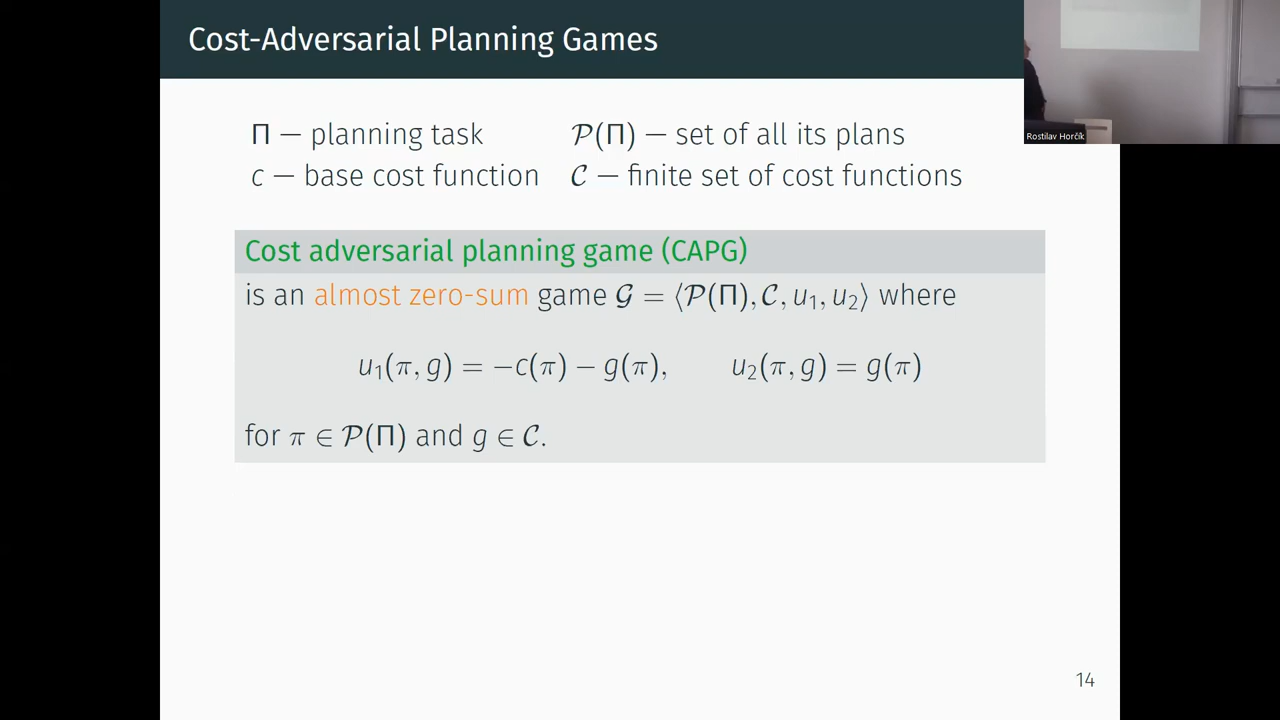 Cost-Adversarial Planning Games
Π — planning task 𝒫(Π) — set of all its plans
c — base cost function 𝒞 — finite set of cost functions
Cost adversarial planning game (CAPG)
is an almost zero-sum game 𝒢 = ⟨𝒫(Π), 𝒞, u₁, u₂⟩ where
u₁(π, g) = −c(π) − g(π), u₂(π, g) = g(π)
for π ∈ 𝒫(Π) and g ∈ 𝒞.
Rostilav Horčík
14